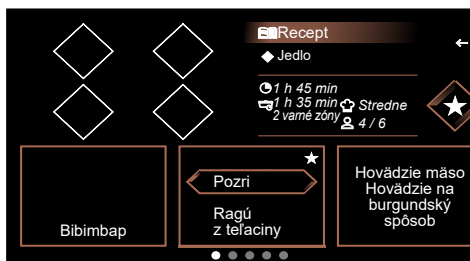 Recept
Jedlo
1 h 45 min
1 h 35 min
2 varné zóny
Stredne
4 / 6
Bibimbap
Pozri
Ragú
z teľaciny
Hovädzie mäso
Hovädzie na
burgundský
spôsob